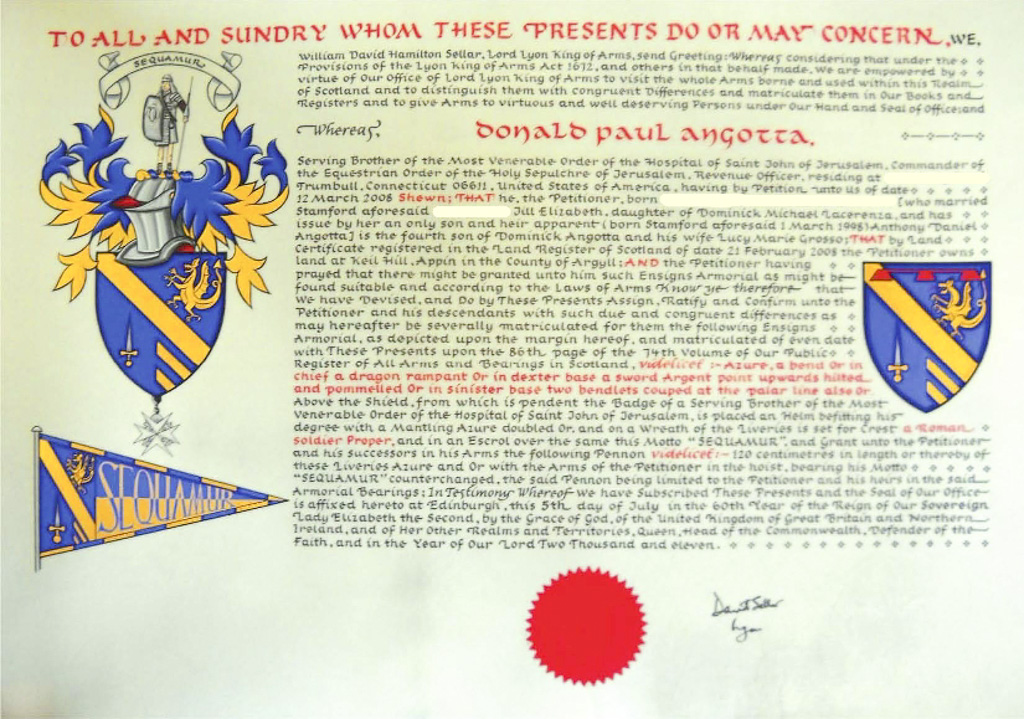 TO ALL AND SUNDRY WHOM THESE PRESENTS DO OR MAY CONCERN, WE,
William David Hamilton Sellar, Lord Lyon King of Arms, send Greeting: Whereas considering that under the
Provisions of the Lyon King of Arms Act 1672, and others in that behalf made, We are empowered by
virtue of Our Office of Lord Lyon King of Arms to visit the whole Arms borne and used within this Realm
of Scotland and to distinguish them with congruent Differences and matriculate them in Our Books and
Registers and to give Arms to virtuous and well deserving Persons under Our Hand and Seal of Office; and
Whereas, DONALD PAUL ANGOTTA,
Serving Brother of the Most Venerable Order of the Hospital of Saint John of Jerusalem, Commander of
the Equestrian Order of the Holy Sepulchre of Jerusalem, Revenue Officer, residing at
Trumbull, Connecticut 06611, United States of America, having by Petition unto Us of date
12 March 2008 Shown; THAT he, the Petitioner, born (who married
Stamford aforesaid Jill Elizabeth, daughter of Dominick Michael Lacerenza, and has
issue by her an only son and heir apparent (born Stamford aforesaid 1 March 1998) Anthony Daniel
Angotta) is the fourth son of Dominick Angotta and his wife Lucy Marie Grosso; THAT by Land
Certificate registered in the Land Register of Scotland of date 21 February 2008 the Petitioner owns
land at Keil Hill, Appin in the County of Argyll; AND the Petitioner having
prayed that there might be granted unto him such Ensigns Armorial as might be
found suitable and according to the Laws of Arms Know ye therefore that
We have Devised, and Do by These Presents Assign, Ratify and Confirm unto the
Petitioner and his descendants with such due and congruent differences as
may hereafter be severally matriculated for them the following Ensigns
Armorial, as depicted upon the margin hereof, and matriculated of even date
with These Presents upon the 86th page of the 74th Volume of Our Public
Register of All Arms and Bearings in Scotland, videlicet :- Azure, a bend Or in
chief a dragon rampant Or in dexter base a sword Argent point upwards hilted
and pommelled Or in sinister base two bendlets couped at the palar line also Or.
Above the Shield, from which is pendent the Badge of a Serving Brother of the Most
Venerable Order of the Hospital of Saint John of Jerusalem, is placed an Helm befitting his
degree with a Mantling Azure doubled Or, and on a Wreath of the Liveries is set for Crest a Roman
soldier Proper, and in an Escrol over the same this Motto "SEQUAMUR", and Grant unto the Petitioner
and his successors in his Arms the following Pennon videlicet :- 120 centimetres in length or thereby of
these Liveries Azure and Or with the Arms of the Petitioner in the hoist, bearing his Motto
"SEQUAMUR" counterchanged, the said Pennon being limited to the Petitioner and his heirs in the said
Armorial Bearings; In Testimony Whereof We have Subscribed These Presents and the Seal of Our Office
is affixed hereto at Edinburgh, this 5th day of July in the 60th Year of the Reign of Our Sovereign
Lady Elizabeth the Second, by the Grace of God, of the United Kingdom of Great Britain and Northern
Ireland, and of Her Other Realms and Territories, Queen, Head of the Commonwealth, Defender of the
Faith, and in the Year of Our Lord Two Thousand and eleven.
SEQUAMUR
SEQUAMUR
David Sellar
Lyon